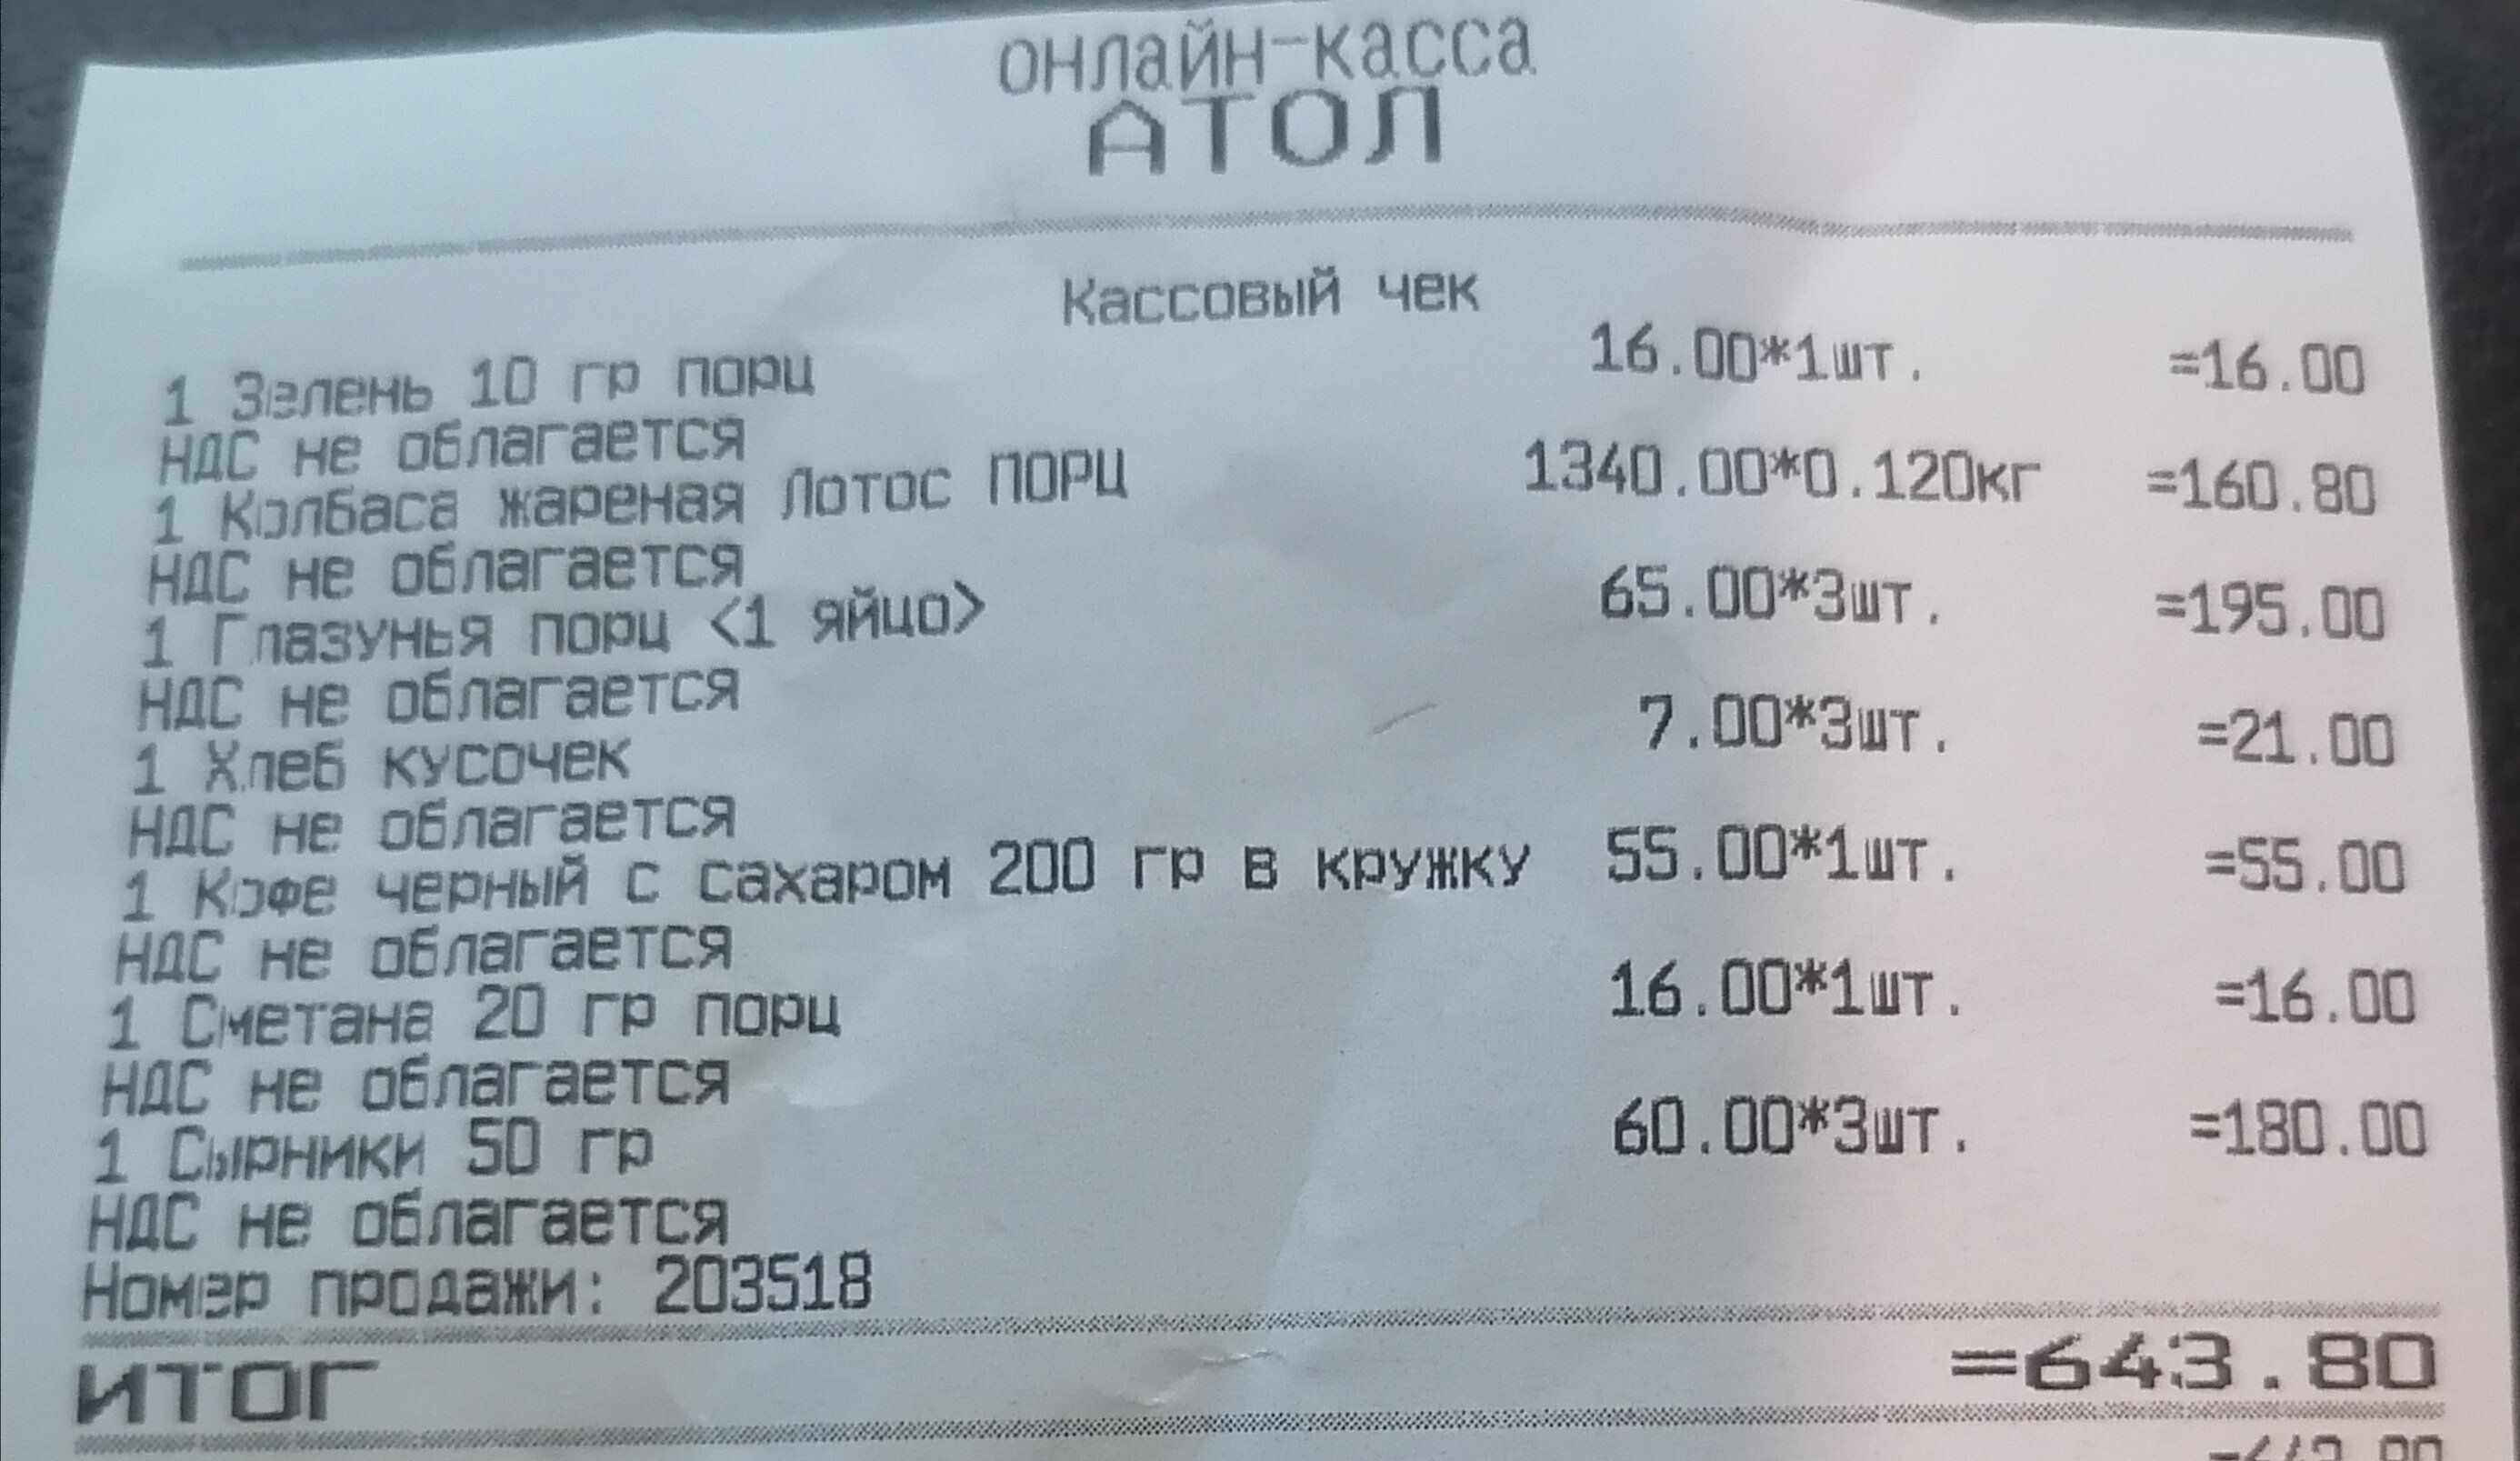 онлайн-касса
АТОЛ
Кассовый чек
1 Зелень 10 гр порц 16.00*1шт. =16.00
НДС не облагается
1 Колбаса жареная Лотос ПОРЦ 1340.00*0.120кг =160.80
НДС не облагается
1 Глазунья порц <1 яйцо> 65.00*3шт. =195.00
НДС не облагается
1 Хлеб кусочек 7.00*3шт. =21.00
НДС не облагается
1 Кофе черный с сахаром 200 гр в кружку 55.00*1шт. =55.00
НДС не облагается
1 Сметана 20 гр порц 16.00*1шт. =16.00
НДС не облагается
1 Сырники 50 гр 60.00*3шт. =180.00
НДС не облагается
Номер продажи: 203518
ИТОГ =643.80